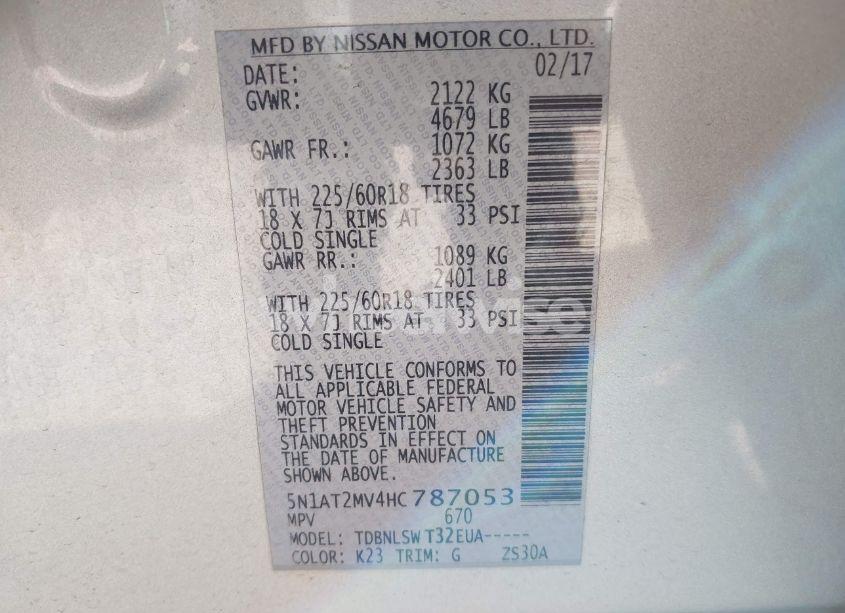 MFD BY NISSAN MOTOR CO., LTD.
DATE: 02/17
GVWR: 2122 KG
4679 LB
GAWR FR.: 1072 KG
2363 LB
WITH 225/60R18 TIRES
18 X 7J RIMS AT 33 PSI
COLD SINGLE
GAWR RR.: 1089 KG
2401 LB
WITH 225/60R18 TIRES
18 X 7J RIMS AT 33 PSI
COLD SINGLE
THIS VEHICLE CONFORMS TO
ALL APPLICABLE FEDERAL
MOTOR VEHICLE SAFETY AND
THEFT PREVENTION
STANDARDS IN EFFECT ON
THE DATE OF MANUFACTURE
SHOWN ABOVE.
5N1AT2MV4HC787053
MPV 670
MODEL: TDBNLSW T32EUA-----
COLOR: K23 TRIM: G ZS30A